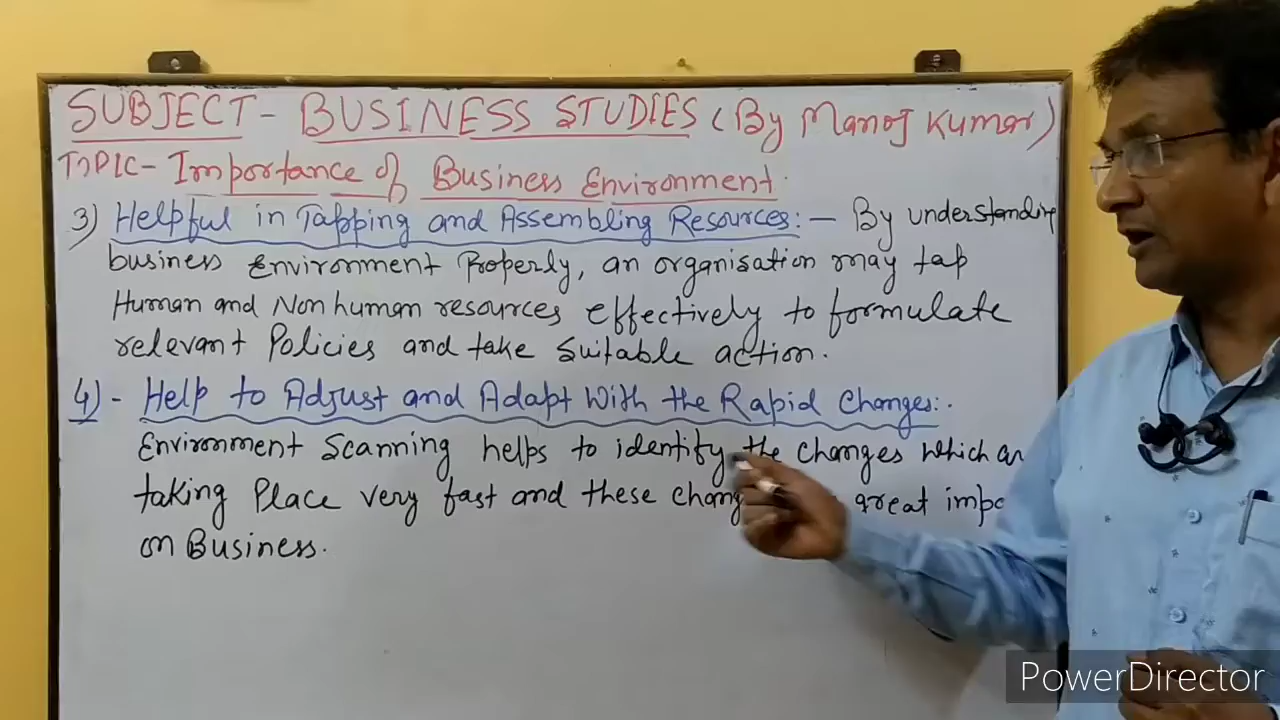 SUBJECT - BUSINESS STUDIES (By Manoj Kumar)
TOPIC - Importance of Business Environment
3) Helpful in Tapping and Assembling Resources: - By understanding
business Environment Properly, an organisation may tap
Human and Non human resources effectively to formulate
relevant Policies and take Suitable action.
4) - Help to Adjust and Adapt With the Rapid Changes:.
Environment Scanning helps to identify the changes which
taking Place very fast and these great
on Business.
PowerDirector